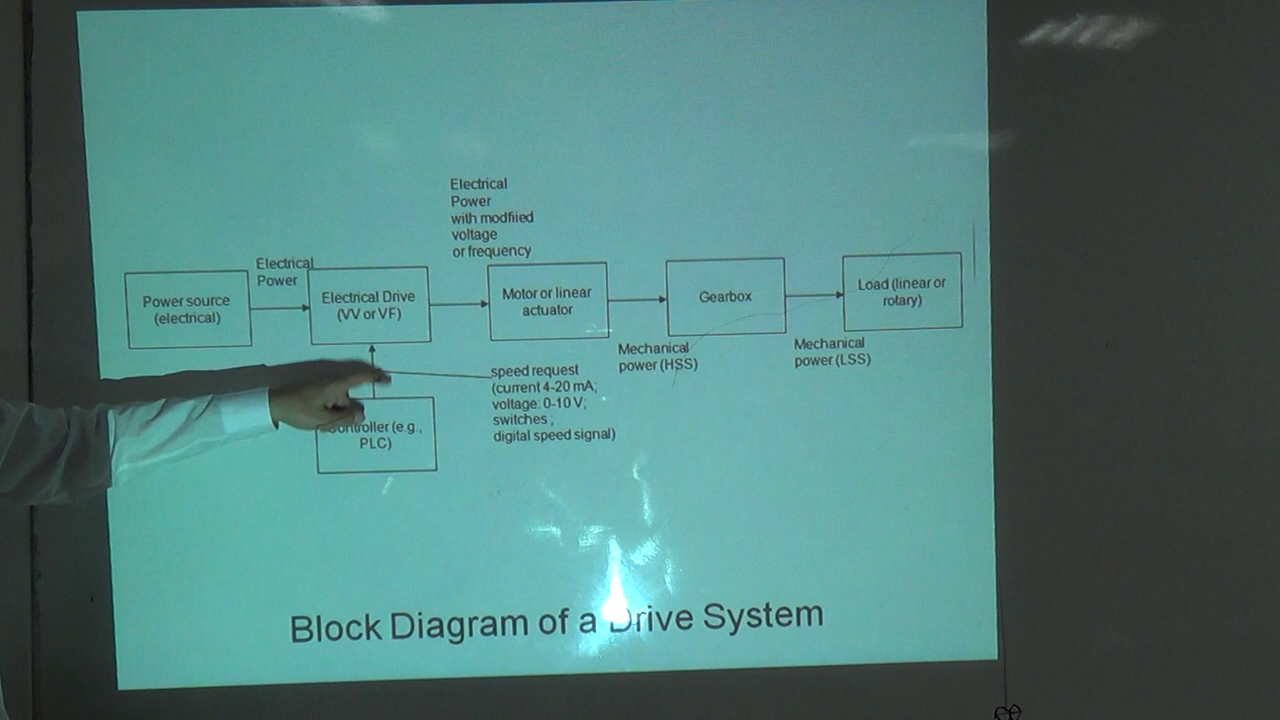 Electrical
Power
with modfiied
voltage
or frequency
Electrical
Power
Power source
(electrical)
Electrical Drive
(VV or VF)
Motor or linear
actuator
Gearbox
Load (linear or
rotary)
Mechanical
power (HSS)
Mechanical
power (LSS)
speed request
(current 4-20 mA;
voltage: 0-10 V;
switches ;
digital speed signal)
Controller (e.g.,
PLC)
Block Diagram of a Drive System